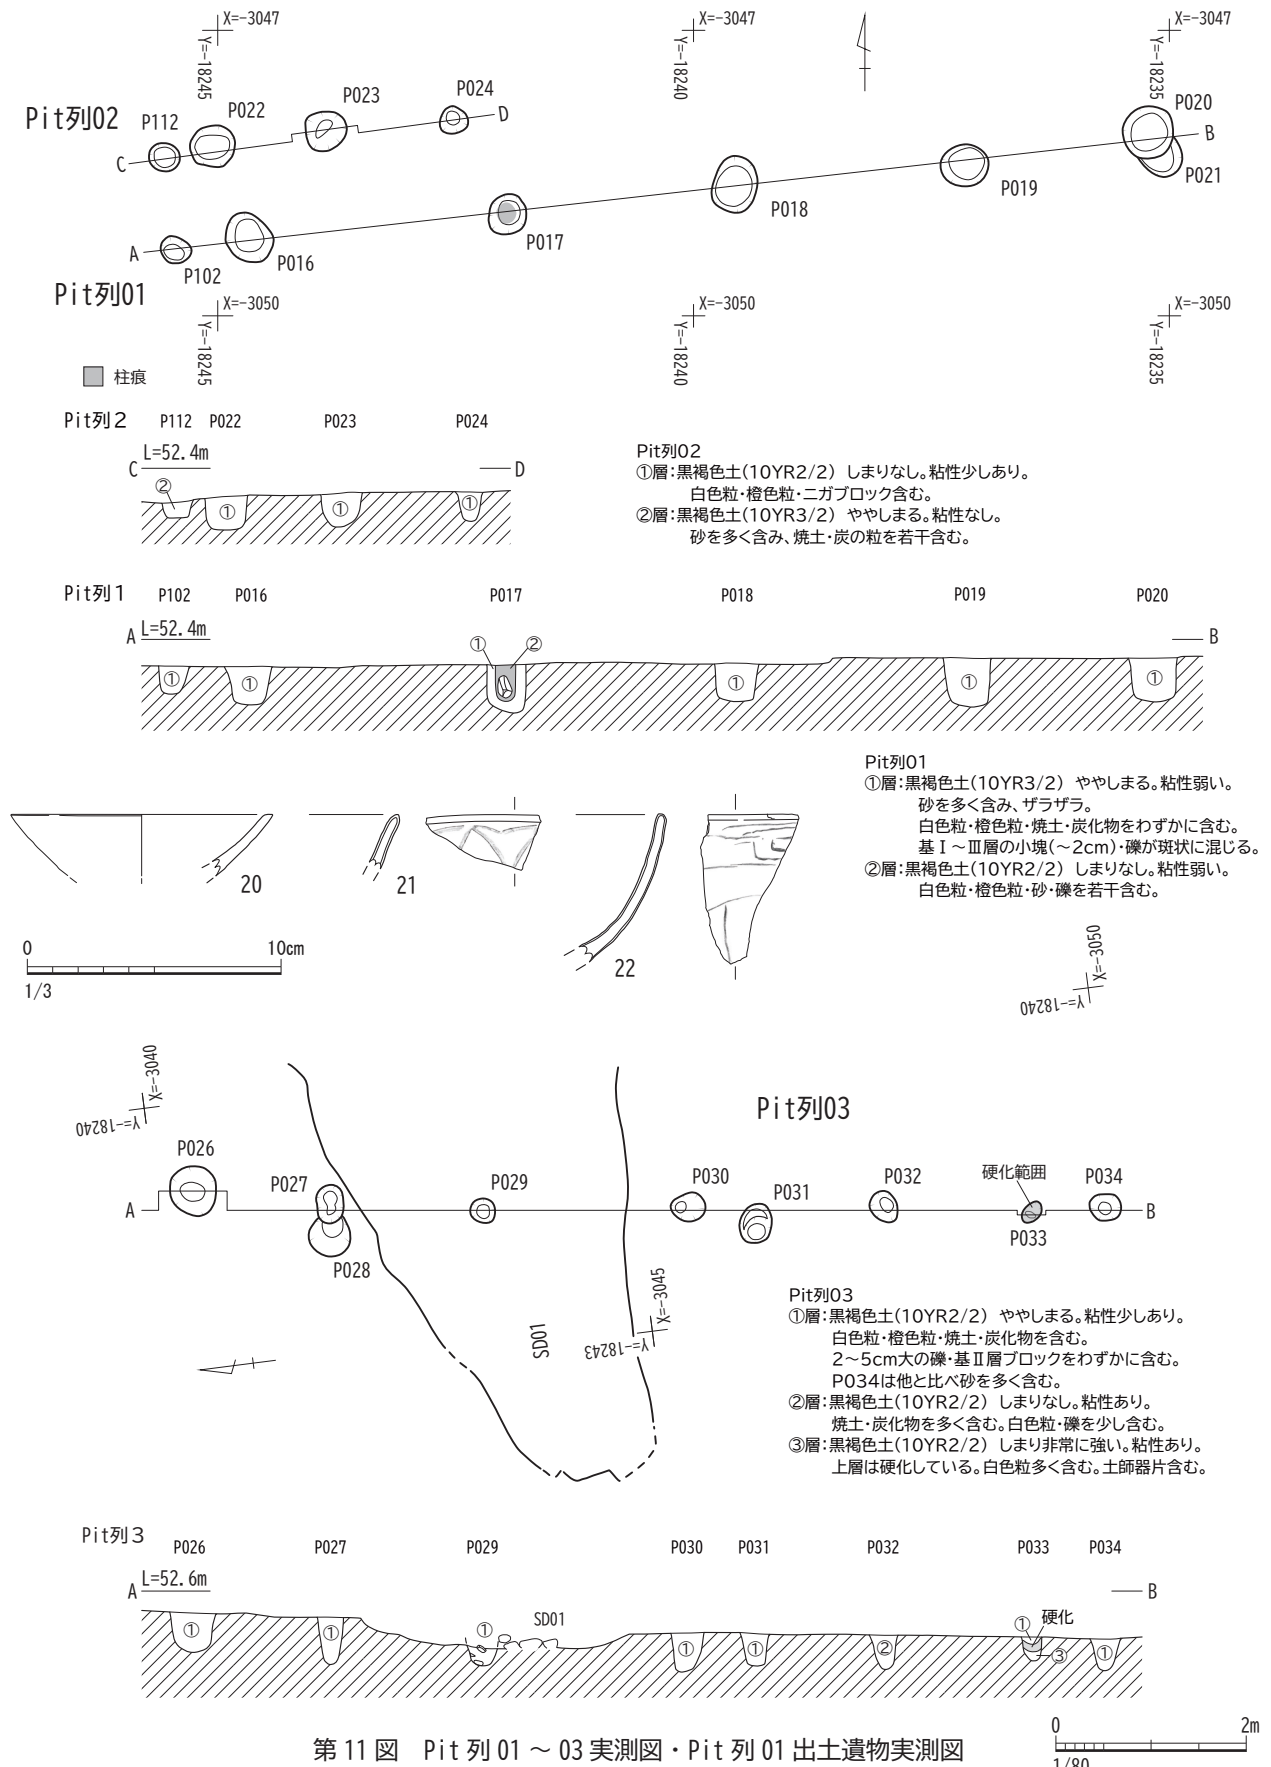 X=-3047
Y=-18245
X=-3047
Y=-18240
X=-3047
Y=-18235
Pit列02
P112
P022
P023
P024
C
D
P020
B
P021
P019
P018
P017
A
P102
P016
Pit列01
X=-3050
Y=-18245
X=-3050
Y=-18240
X=-3050
Y=-18235
柱痕
Pit列2 P112 P022 P023 P024
L=52.4m
C
D
② ① ① ①
Pit列02
①層:黒褐色土(10YR2/2) しまりなし。粘性少しあり。
白色粒・橙色粒・ニガブロック含む。
②層:黒褐色土(10YR3/2) ややしまる。粘性なし。
砂を多く含み、焼土・炭の粒を若干含む。
Pit列1 P102 P016 P017 P018 P019 P020
A L=52.4m
B
① ① ① ② ① ① ①
Pit列01
①層:黒褐色土(10YR3/2) ややしまる。粘性弱い。
砂を多く含み、ザラザラ。
白色粒・橙色粒・焼土・炭化物をわずかに含む。
基Ⅰ~Ⅲ層の小塊(~2cm)・礫が斑状に混じる。
②層:黒褐色土(10YR2/2) しまりなし。粘性弱い。
白色粒・橙色粒・砂・礫を若干含む。
20
21
22
0 10cm
1/3
X=-3050
Y=-18240
X=-3040
Y=-18240
Pit列03
P026
P027
P028
P029
P030
P031
P032
硬化範囲
P033
P034
A
B
SD01
X=-3045
Y=-18243
Pit列03
①層:黒褐色土(10YR2/2) ややしまる。粘性少しあり。
白色粒・橙色粒・焼土・炭化物を含む。
2~5cm大の礫・基Ⅱ層ブロックをわずかに含む。
P034は他と比べ砂を多く含む。
②層:黒褐色土(10YR2/2) しまりなし。粘性あり。
焼土・炭化物を多く含む。白色粒・礫を少し含む。
③層:黒褐色土(10YR2/2) しまり非常に強い。粘性あり。
上層は硬化している。白色粒多く含む。土師器片含む。
Pit列3
P026 P027 P029 P030 P031 P032 P033 P034
A L=52.6m
B
① ① ① SD01 ① ① ② ① 硬化 ③ ①
第11図 Pit列01~03実測図・Pit列01出土遺物実測図
0 2m
1/80